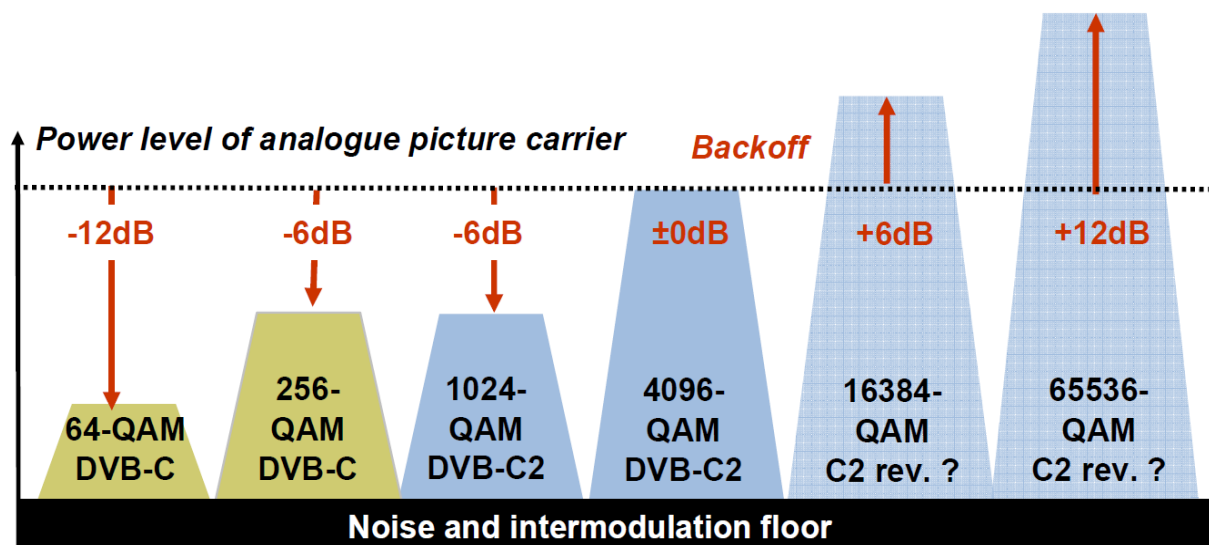 Power level of analogue picture carrier
Backoff
-12dB
-6dB
-6dB
±0dB
+6dB
+12dB
64-QAM
DVB-C
256-
QAM
DVB-C
1024-
QAM
DVB-C2
4096-
QAM
DVB-C2
16384-
QAM
C2 rev. ?
65536-
QAM
C2 rev. ?
Noise and intermodulation floor